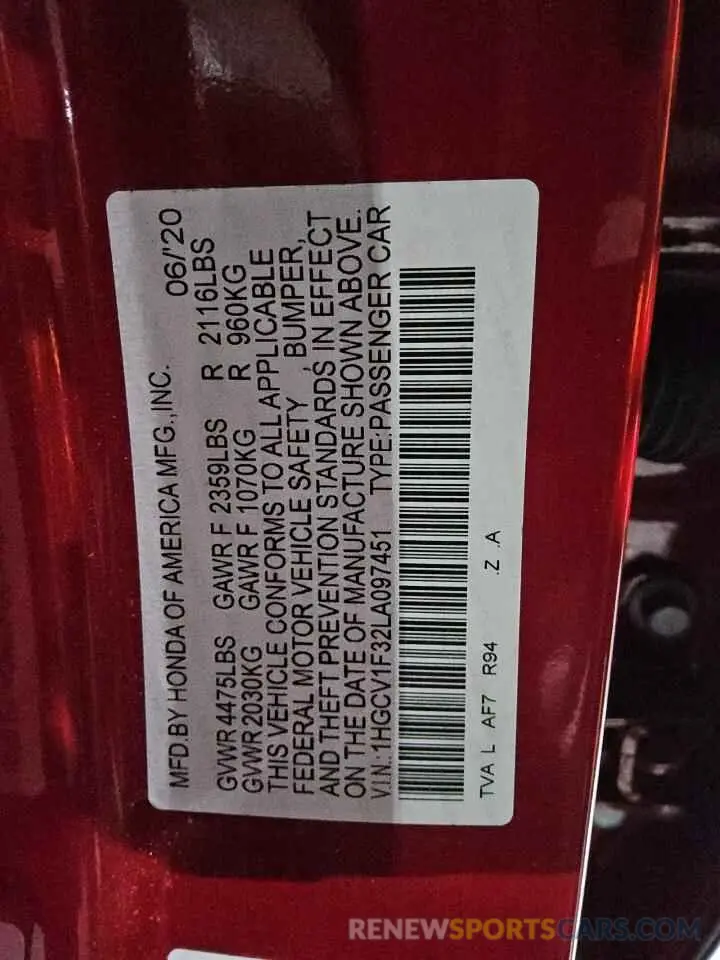 MFD.BY HONDA OF AMERICA MFG.,INC. 06/'20
GVWR 4475LBS GAWR F 2359LBS R 2116LBS
GVWR 2030KG GAWR F 1070KG R 960KG
THIS VEHICLE CONFORMS TO ALL APPLICABLE
FEDERAL MOTOR VEHICLE SAFETY , BUMPER,
AND THEFT PREVENTION STANDARDS IN EFFECT
ON THE DATE OF MANUFACTURE SHOWN ABOVE.
V.I.N.:1HGCV1F32LA097451 TYPE:PASSENGER CAR
TVA L AF7 R94 .Z .A
RENEWSPORTSCARS.COM